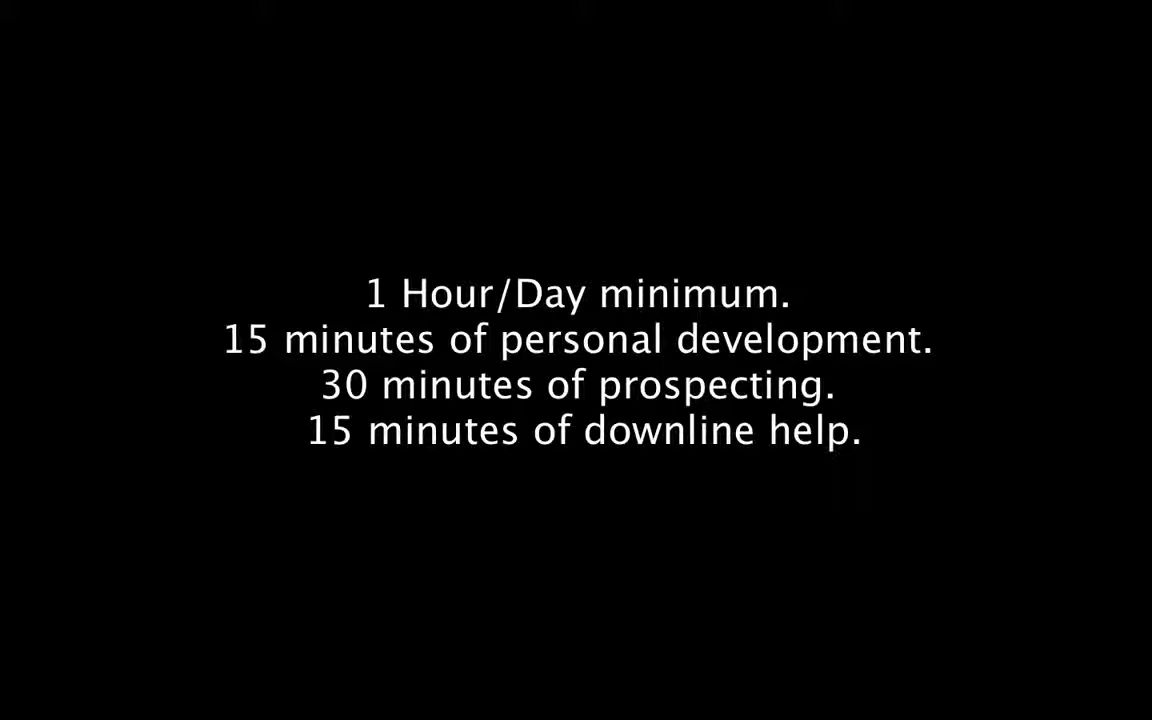 1 Hour/Day minimum.
15 minutes of personal development.
30 minutes of prospecting.
15 minutes of downline help.